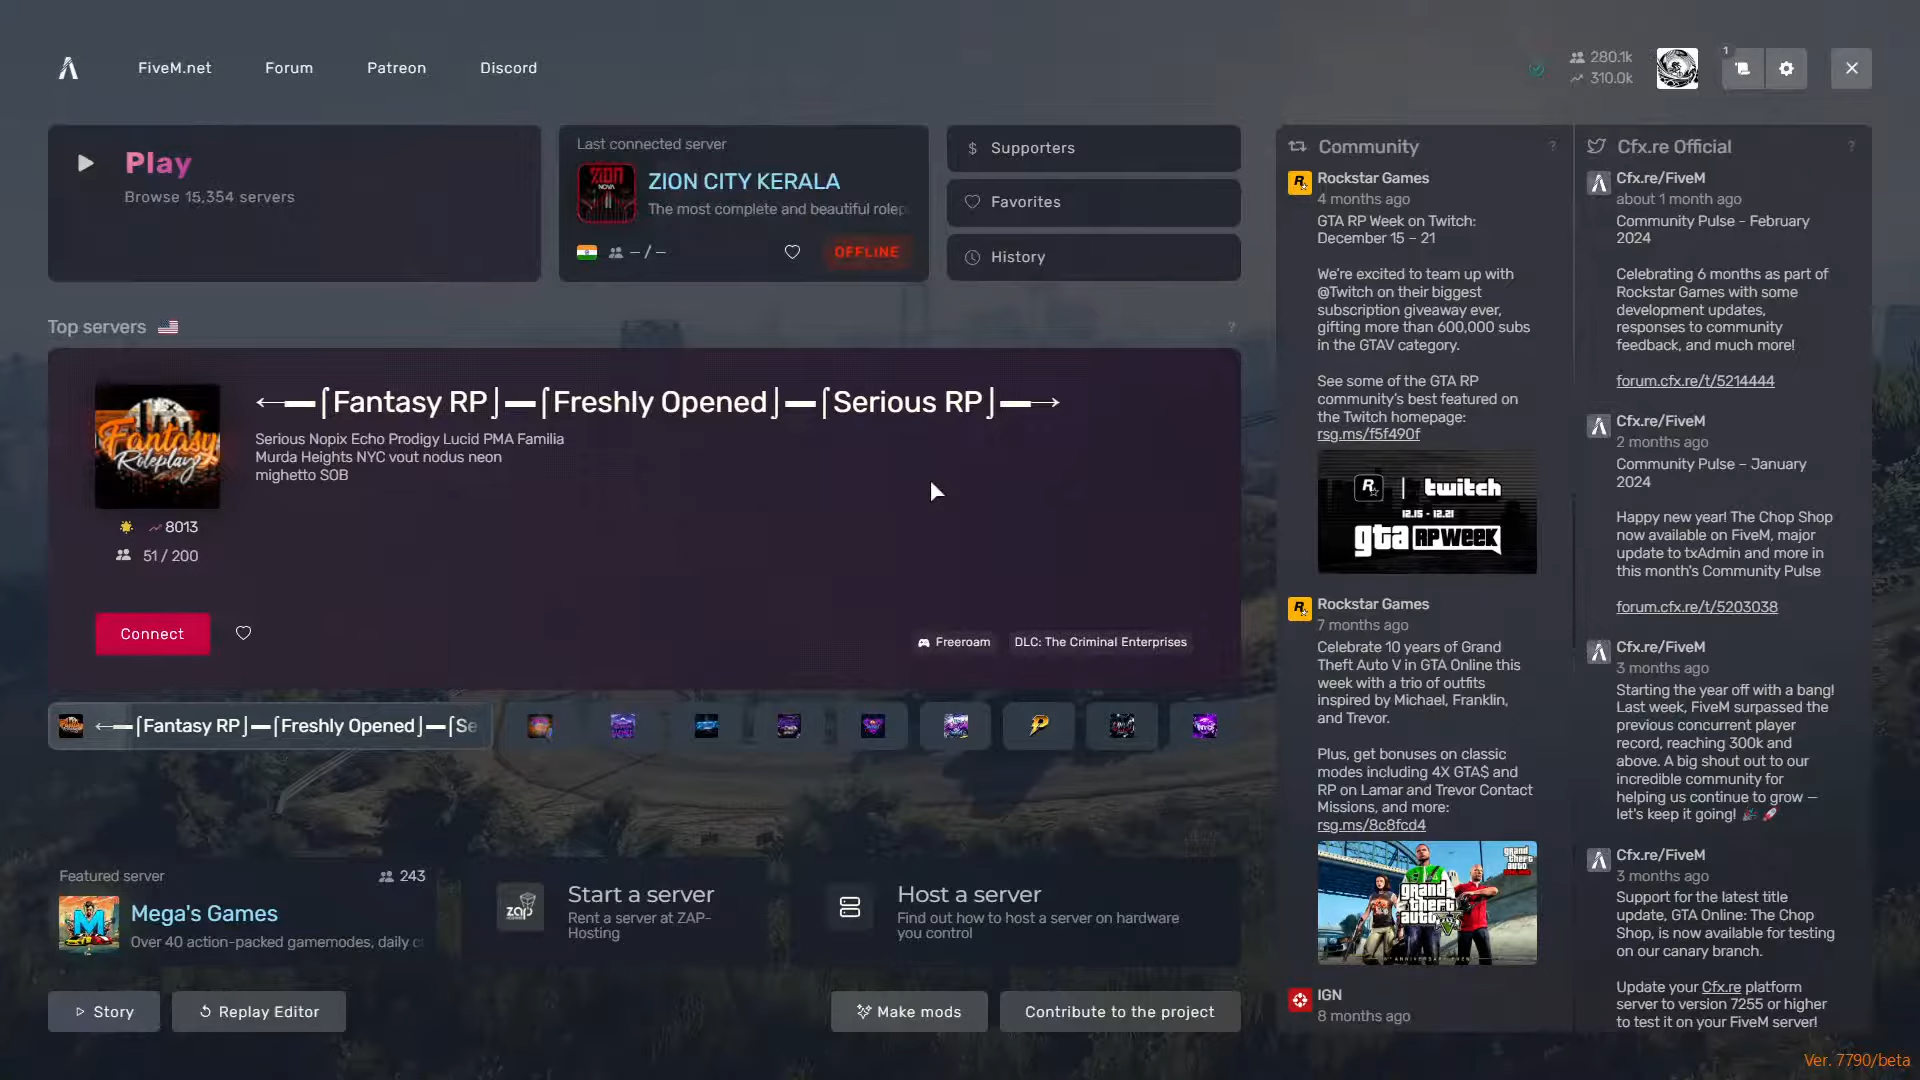 FiveM.net
Forum
Patreon
Discord
280.1k
310.0k
1
Play
Browse 15,354 servers
Last connected server
ZION CITY KERALA
The most complete and beautiful rolep
– / –
OFFLINE
Supporters
Favorites
History
Top servers
?
Fantasy Roleplay
←▬⌠Fantasy RP⌡▬⌠Freshly Opened⌡▬⌠Serious RP⌡▬→
Serious Nopix Echo Prodigy Lucid PMA Familia
Murda Heights NYC vout nodus neon
mighetto SOB
8013
51 / 200
Connect
Freeroam
DLC: The Criminal Enterprises
←▬⌠Fantasy RP⌡▬⌠Freshly Opened⌡▬⌠Se
Featured server
243
Mega's Games
Over 40 action-packed gamemodes, daily c
zap
Start a server
Rent a server at ZAP-
Hosting
Host a server
Find out how to host a server on hardware
you control
Story
Replay Editor
Make mods
Contribute to the project
Community
?
Rockstar Games
4 months ago
GTA RP Week on Twitch:
December 15 – 21
We're excited to team up with
@Twitch on their biggest
subscription giveaway ever,
gifting more than 600,000 subs
in the GTAV category.
See some of the GTA RP
community's best featured on
the Twitch homepage:
rsg.ms/f5f490f
R | twitch
12.15 - 12.21
gta RP WEEK
Rockstar Games
7 months ago
Celebrate 10 years of Grand
Theft Auto V in GTA Online this
week with a trio of outfits
inspired by Michael, Franklin,
and Trevor.
Plus, get bonuses on classic
modes including 4X GTA$ and
RP on Lamar and Trevor Contact
Missions, and more:
rsg.ms/8c8fcd4
grand theft auto V
IGN
8 months ago
Cfx.re Official
?
Cfx.re/FiveM
about 1 month ago
Community Pulse - February
2024
Celebrating 6 months as part of
Rockstar Games with some
development updates,
responses to community
feedback, and much more!
forum.cfx.re/t/5214444
Cfx.re/FiveM
2 months ago
Community Pulse – January
2024
Happy new year! The Chop Shop
now available on FiveM, major
update to txAdmin and more in
this month's Community Pulse
forum.cfx.re/t/5203038
Cfx.re/FiveM
3 months ago
Starting the year off with a bang!
Last week, FiveM surpassed the
previous concurrent player
record, reaching 300k and
above. A big shout out to our
incredible community for
helping us continue to grow —
let's keep it going! 🎉 🚀
Cfx.re/FiveM
3 months ago
Support for the latest title
update, GTA Online: The Chop
Shop, is now available for testing
on our canary branch.
Update your Cfx.re platform
server to version 7255 or higher
to test it on your FiveM server!
Ver. 7790/beta